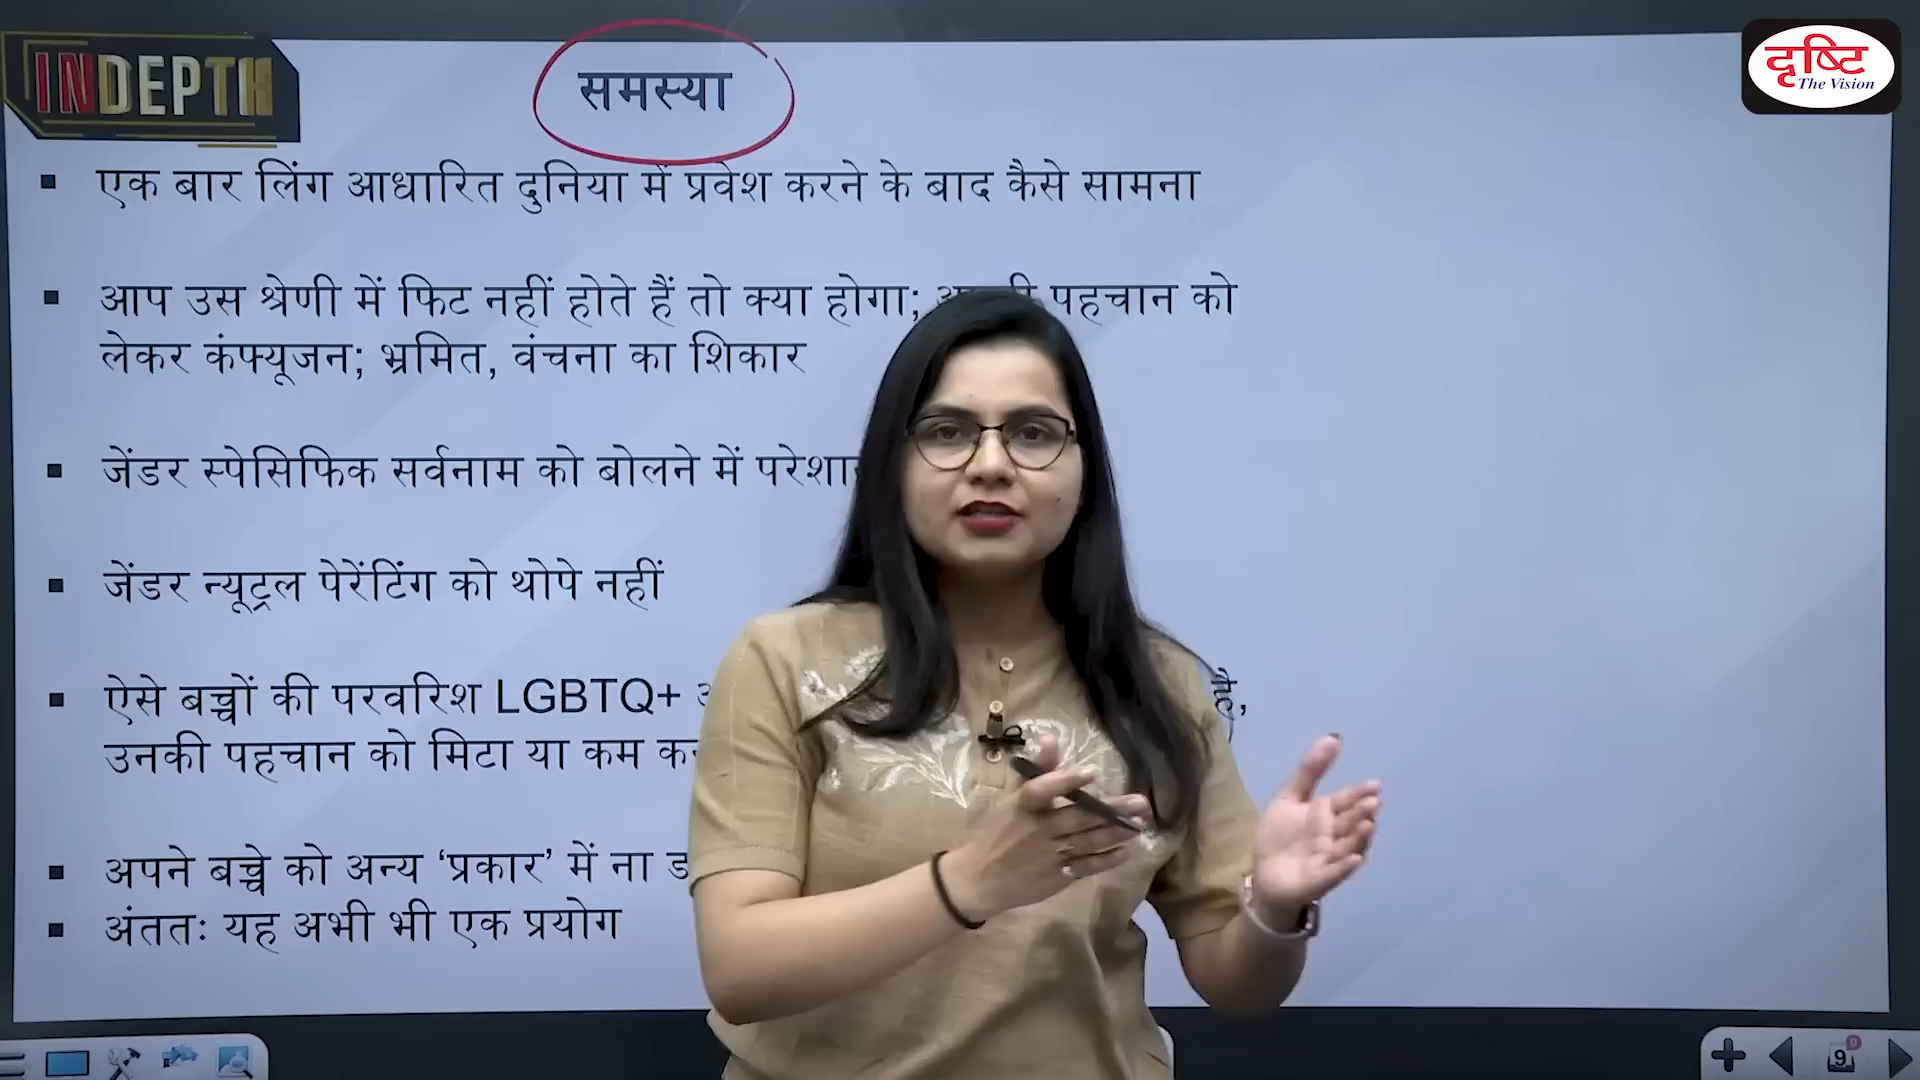 INDEPTH
समस्या
दृष्टि
The Vision
एक बार लिंग आधारित दुनिया में प्रवेश करने के बाद कैसे सामना
आप उस श्रेणी में फिट नहीं होते हैं तो क्या होगा; पहचान को
लेकर कंफ्यूजन; भ्रमित, वंचना का शिकार
जेंडर स्पेसिफिक सर्वनाम को बोलने में
जेंडर न्यूट्रल पेरेंटिंग को थोपे नहीं
ऐसे बच्चों की परवरिश LGBTQ+ है,
उनकी पहचान को मिटा या कम
अपने बच्चे को अन्य ‘प्रकार’ में ना
अंततः यह अभी भी एक प्रयोग
9
0